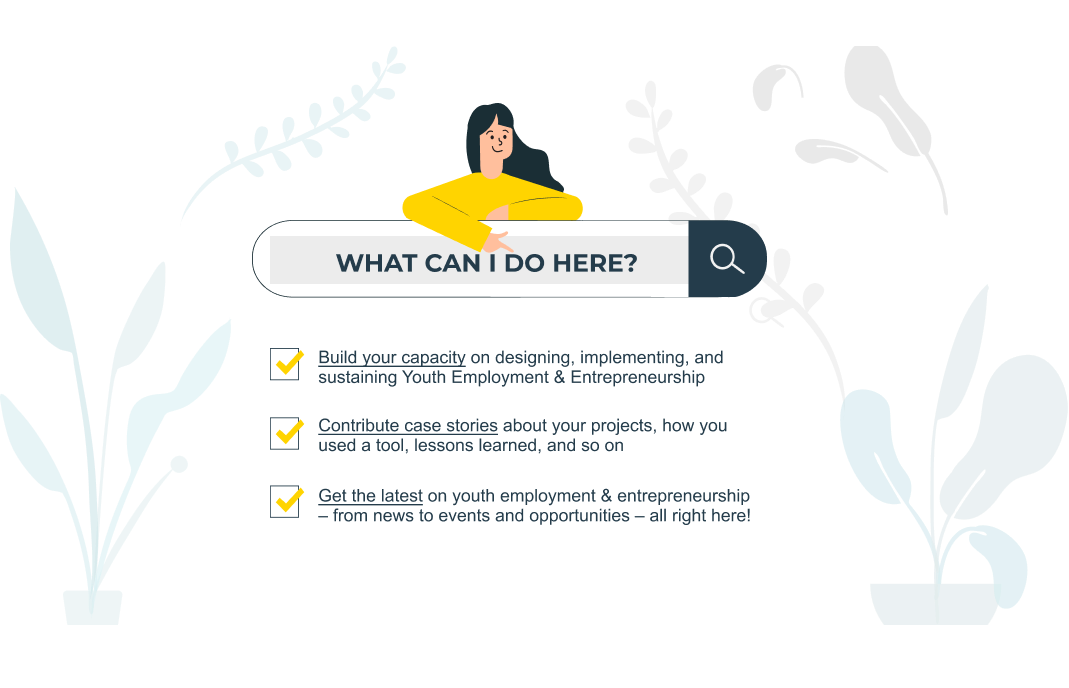 WHAT CAN I DO HERE?
Build your capacity on designing, implementing, and
sustaining Youth Employment & Entrepreneurship
Contribute case stories about your projects, how you
used a tool, lessons learned, and so on
Get the latest on youth employment & entrepreneurship
– from news to events and opportunities – all right here!